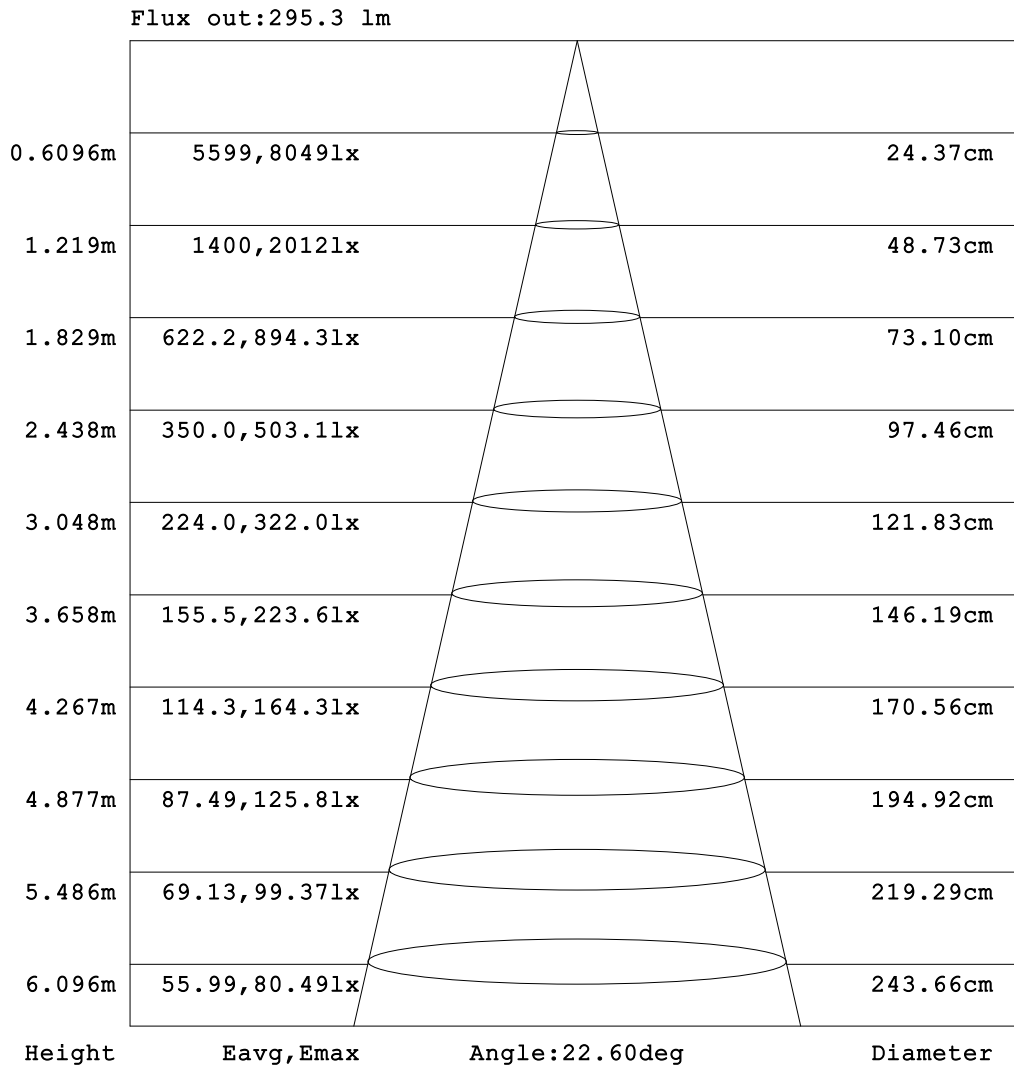 Flux out:295.3 lm
0.6096m 5599,8049lx 24.37cm
1.219m 1400,2012lx 48.73cm
1.829m 622.2,894.3lx 73.10cm
2.438m 350.0,503.1lx 97.46cm
3.048m 224.0,322.0lx 121.83cm
3.658m 155.5,223.6lx 146.19cm
4.267m 114.3,164.3lx 170.56cm
4.877m 87.49,125.8lx 194.92cm
5.486m 69.13,99.37lx 219.29cm
6.096m 55.99,80.49lx 243.66cm
Height Eavg,Emax Angle:22.60deg Diameter